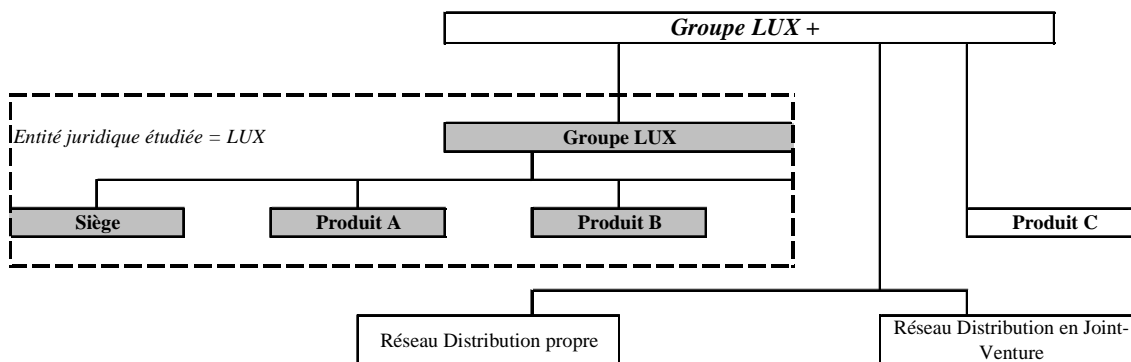 Groupe LUX +
Entité juridique étudiée = LUX
Groupe LUX
Siège
Produit A
Produit B
Produit C
Réseau Distribution propre
Réseau Distribution en Joint-
Venture